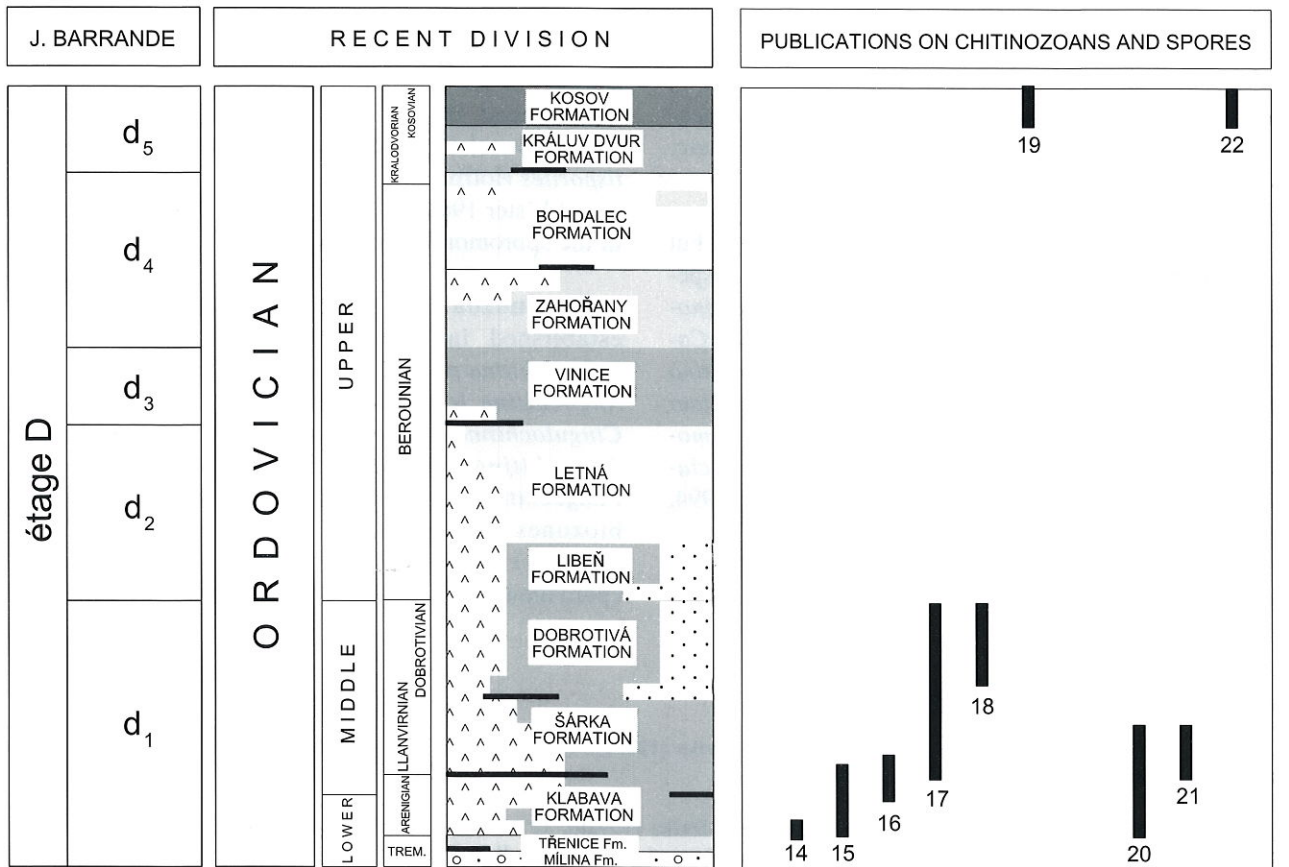 J. BARRANDE
RECENT DIVISION
PUBLICATIONS ON CHITINOZOANS AND SPORES
étage D
d5
d4
d3
d2
d1
ORDOVICIAN
UPPER
MIDDLE
LOWER
KRALODVORIAN
KOSOVIAN
BEROUNIAN
DOBROTIVIAN
LLANVIRNIAN
ARENIGIAN
TREM.
KOSOV
FORMATION
KRÁLUV DVUR
FORMATION
BOHDALEC
FORMATION
ZAHOŘANY
FORMATION
VINICE
FORMATION
LETNÁ
FORMATION
LIBEŇ
FORMATION
DOBROTIVÁ
FORMATION
ŠÁRKA
FORMATION
KLABAVA
FORMATION
TŘENICE Fm.
MÍLINA Fm.
19
22
18
17
21
16
14
15
20